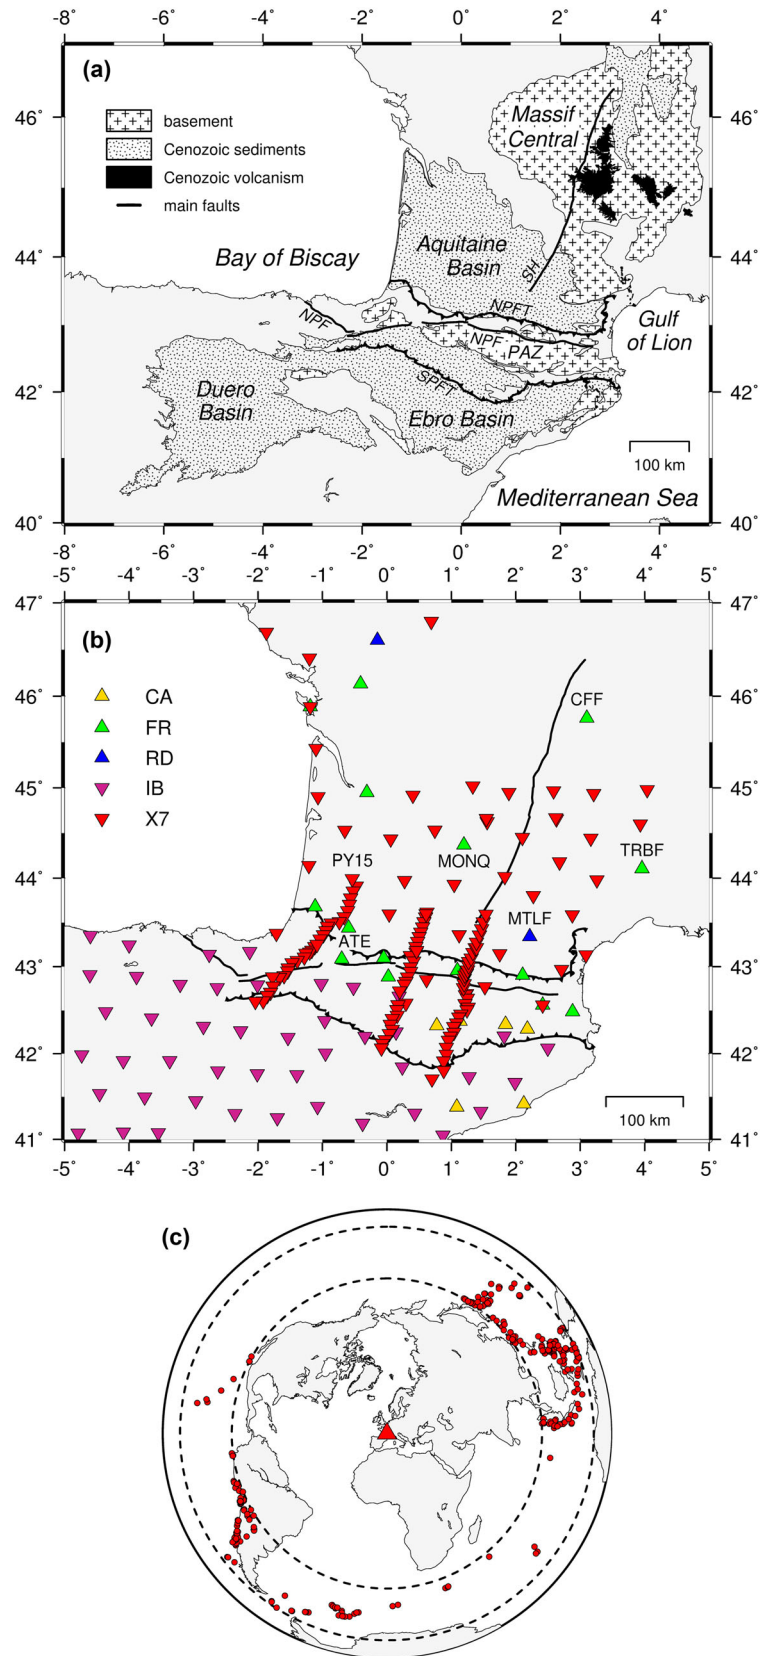 -8˚ -6˚ -4˚ -2˚ 0˚ 2˚ 4˚
(a)
46˚ 46˚
basement
Cenozoic sediments
Cenozoic volcanism
main faults
Massif
Central
44˚ 44˚
Bay of Biscay
Aquitaine
Basin
SH
NPF
NPFT
NPF
PAZ
Gulf
of Lion
42˚ 42˚
Duero
Basin
SPFT
Ebro Basin
100 km
Mediterranean Sea
40˚ 40˚
-8˚ -6˚ -4˚ -2˚ 0˚ 2˚ 4˚
-5˚ -4˚ -3˚ -2˚ -1˚ 0˚ 1˚ 2˚ 3˚ 4˚ 5˚
47˚ 47˚
(b)
46˚ 46˚
CA
FR
RD
IB
X7
CFF
45˚ 45˚
PY15
MONQ
TRBF
44˚ 44˚
ATE
MTLF
43˚ 43˚
42˚ 42˚
100 km
41˚ 41˚
-5˚ -4˚ -3˚ -2˚ -1˚ 0˚ 1˚ 2˚ 3˚ 4˚ 5˚
(c)